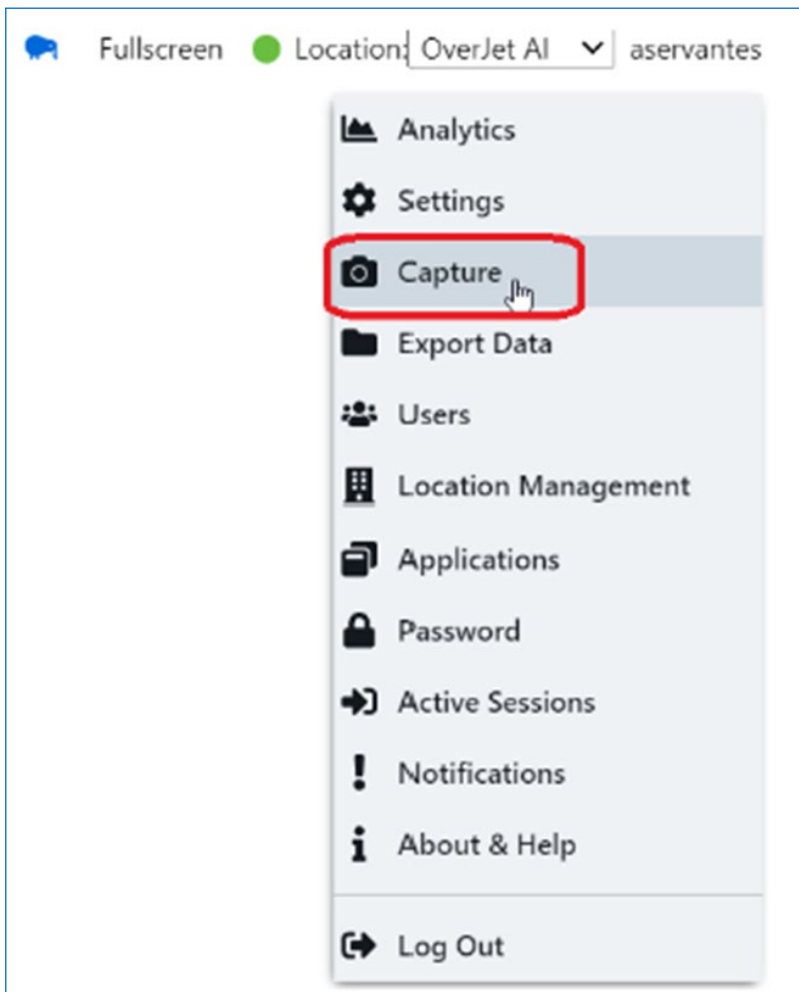 Fullscreen Location: OverJet AI aservantes
Analytics
Settings
Capture
Export Data
Users
Location Management
Applications
Password
Active Sessions
Notifications
About & Help
Log Out